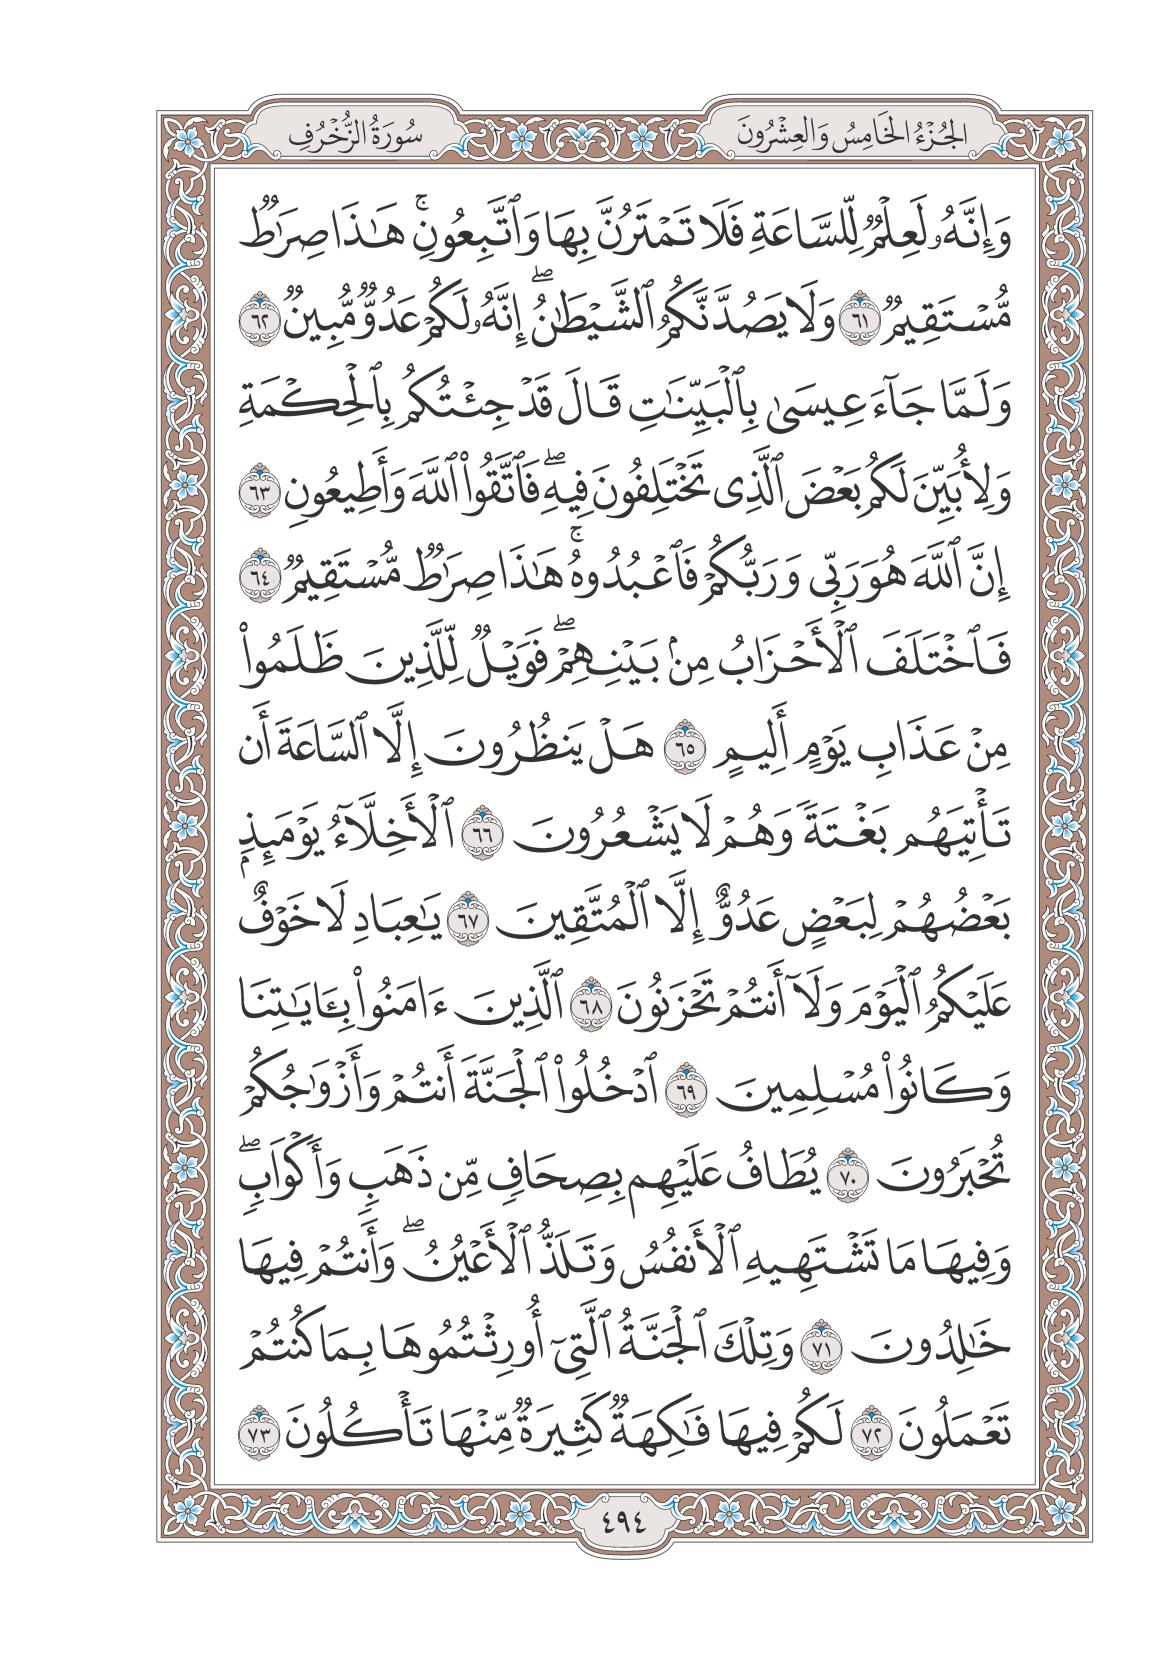 الجُزْءُ الخَامِسُ وَالعِشْرُونَ
سُورَةُ الزُّخْرُفِ
وَإِنَّهُۥ لَعِلْمٌ لِّلسَّاعَةِ فَلَا تَمْتَرُنَّ بِهَا وَٱتَّبِعُونِۚ هَٰذَا صِرَٰطٌ
مُّسْتَقِيمٌ ٦١ وَلَا يَصُدَّنَّكُمُ ٱلشَّيْطَٰنُۖ إِنَّهُۥ لَكُمْ عَدُوٌّ مُّبِينٌ ٦٢
وَلَمَّا جَآءَ عِيسَىٰ بِٱلْبَيِّنَٰتِ قَالَ قَدْ جِئْتُكُم بِٱلْحِكْمَةِ
وَلِأُبَيِّنَ لَكُم بَعْضَ ٱلَّذِى تَخْتَلِفُونَ فِيهِۖ فَٱتَّقُوا۟ ٱللَّهَ وَأَطِيعُونِ ٦٣
إِنَّ ٱللَّهَ هُوَ رَبِّى وَرَبُّكُمْ فَٱعْبُدُوهُۚ هَٰذَا صِرَٰطٌ مُّسْتَقِيمٌ ٦٤
فَٱخْتَلَفَ ٱلْأَحْزَابُ مِنۢ بَيْنِهِمْۖ فَوَيْلٌ لِّلَّذِينَ ظَلَمُوا۟
مِنْ عَذَابِ يَوْمٍ أَلِيمٍ ٦٥ هَلْ يَنظُرُونَ إِلَّا ٱلسَّاعَةَ أَن
تَأْتِيَهُم بَغْتَةً وَهُمْ لَا يَشْعُرُونَ ٦٦ ٱلْأَخِلَّآءُ يَوْمَئِذٍۭ
بَعْضُهُمْ لِبَعْضٍ عَدُوٌّ إِلَّا ٱلْمُتَّقِينَ ٦٧ يَٰعِبَادِ لَا خَوْفٌ
عَلَيْكُمُ ٱلْيَوْمَ وَلَآ أَنتُمْ تَحْزَنُونَ ٦٨ ٱلَّذِينَ ءَامَنُوا۟ بِـَٔايَٰتِنَا
وَكَانُوا۟ مُسْلِمِينَ ٦٩ ٱدْخُلُوا۟ ٱلْجَنَّةَ أَنتُمْ وَأَزْوَٰجُكُمْ
تُحْبَرُونَ ٧٠ يُطَافُ عَلَيْهِم بِصِحَافٍ مِّن ذَهَبٍ وَأَكْوَابٍۖ
وَفِيهَا مَا تَشْتَهِيهِ ٱلْأَنفُسُ وَتَلَذُّ ٱلْأَعْيُنُۖ وَأَنتُمْ فِيهَا
خَٰلِدُونَ ٧١ وَتِلْكَ ٱلْجَنَّةُ ٱلَّتِىٓ أُورِثْتُمُوهَا بِمَا كُنتُمْ
تَعْمَلُونَ ٧٢ لَكُمْ فِيهَا فَٰكِهَةٌ كَثِيرَةٌ مِّنْهَا تَأْكُلُونَ ٧٣
٤٩٤